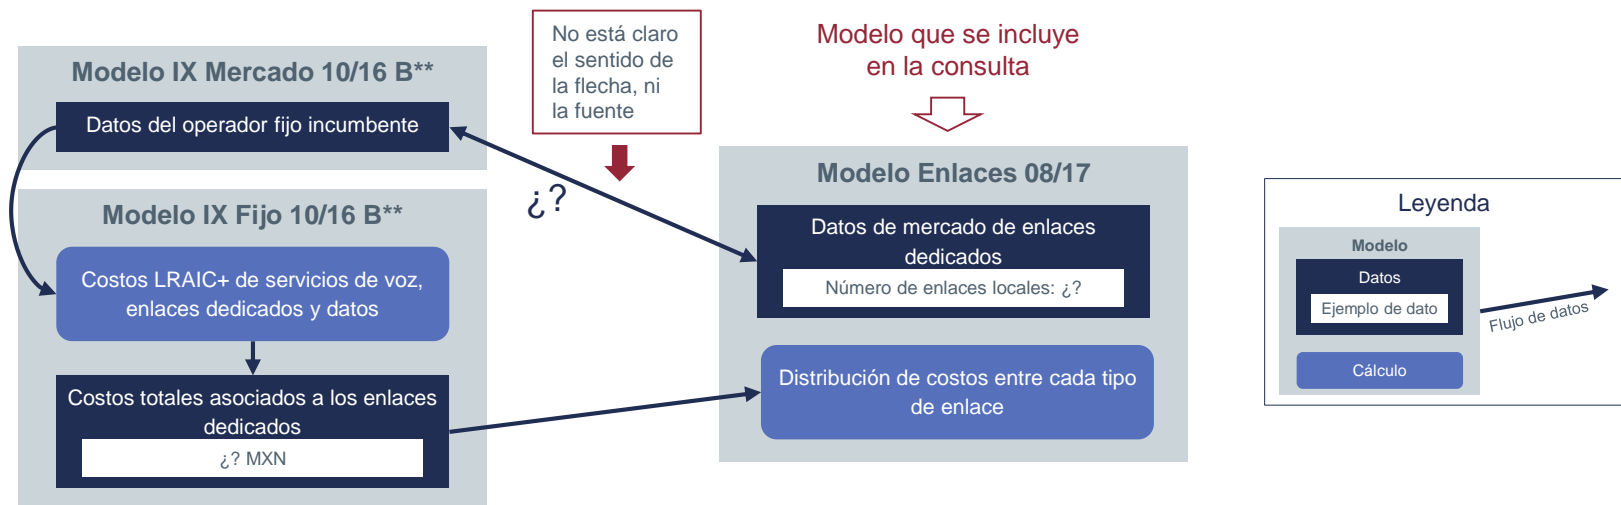 Modelo IX Mercado 10/16 B**
Datos del operador fijo incumbente
Modelo IX Fijo 10/16 B**
Costos LRAIC+ de servicios de voz,
enlaces dedicados y datos
Costos totales asociados a los enlaces
dedicados
¿? MXN
No está claro
el sentido de
la flecha, ni
la fuente
¿?
Modelo que se incluye
en la consulta
Modelo Enlaces 08/17
Datos de mercado de enlaces
dedicados
Número de enlaces locales: ¿?
Distribución de costos entre cada tipo
de enlace
Leyenda
Modelo
Datos
Ejemplo de dato
Cálculo
Flujo de datos